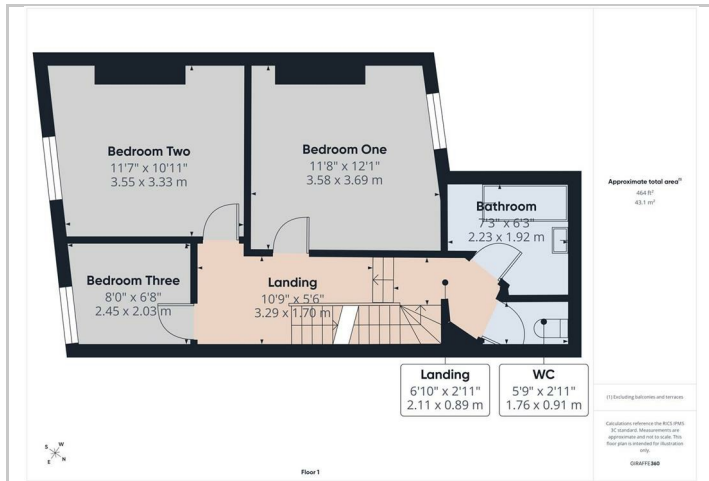 Bedroom Two
11'7" x 10'11"
3.55 x 3.33 m
Bedroom One
11'8" x 12'1"
3.58 x 3.69 m
Bathroom
7'3" x 6'3"
2.23 x 1.92 m
Bedroom Three
8'0" x 6'8"
2.45 x 2.03 m
Landing
10'9" x 5'6"
3.29 x 1.70 m
Landing
6'10" x 2'11"
2.11 x 0.89 m
WC
5'9" x 2'11"
1.76 x 0.91 m
S W
E N
Floor 1
Approximate total area(1)
464 ft²
43.1 m²
(1) Excluding balconies and terraces
Calculations reference the RICS IPMS
3C standard. Measurements are
approximate and not to scale. This
floor plan is intended for illustration
only.
GIRAFFE360